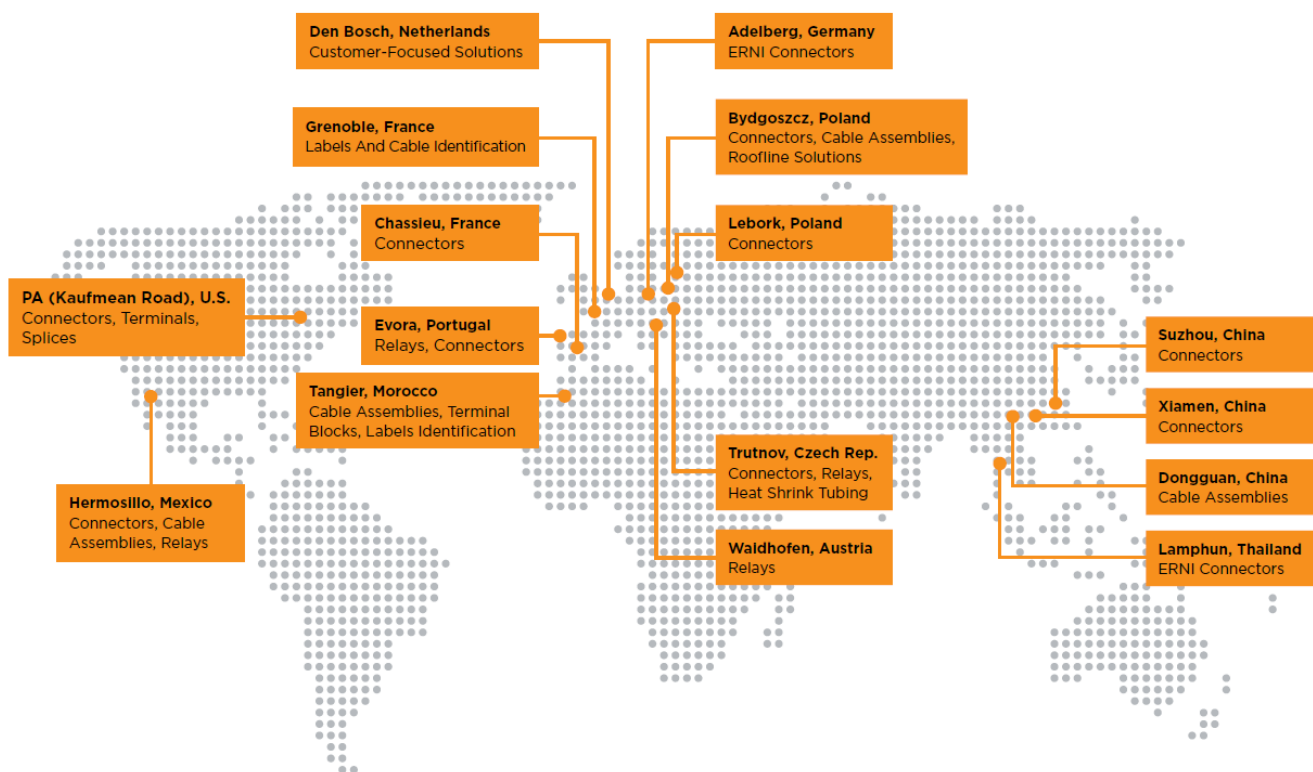 Den Bosch, Netherlands
Customer-Focused Solutions
Adelberg, Germany
ERNI Connectors
Grenoble, France
Labels And Cable Identification
Bydgoszcz, Poland
Connectors, Cable Assemblies,
Roofline Solutions
Chassieu, France
Connectors
Lebork, Poland
Connectors
PA (Kaufmean Road), U.S.
Connectors, Terminals,
Splices
Evora, Portugal
Relays, Connectors
Suzhou, China
Connectors
Tangler, Morocco
Cable Assemblies, Terminal
Blocks, Labels Identification
Xiamen, China
Connectors
Trutnov, Czech Rep.
Connectors, Relays,
Heat Shrink Tubing
Dongguan, China
Cable Assemblies
Hermosillo, Mexico
Connectors, Cable
Assemblies, Relays
Waidhofen, Austria
Relays
Lamphun, Thailand
ERNI Connectors